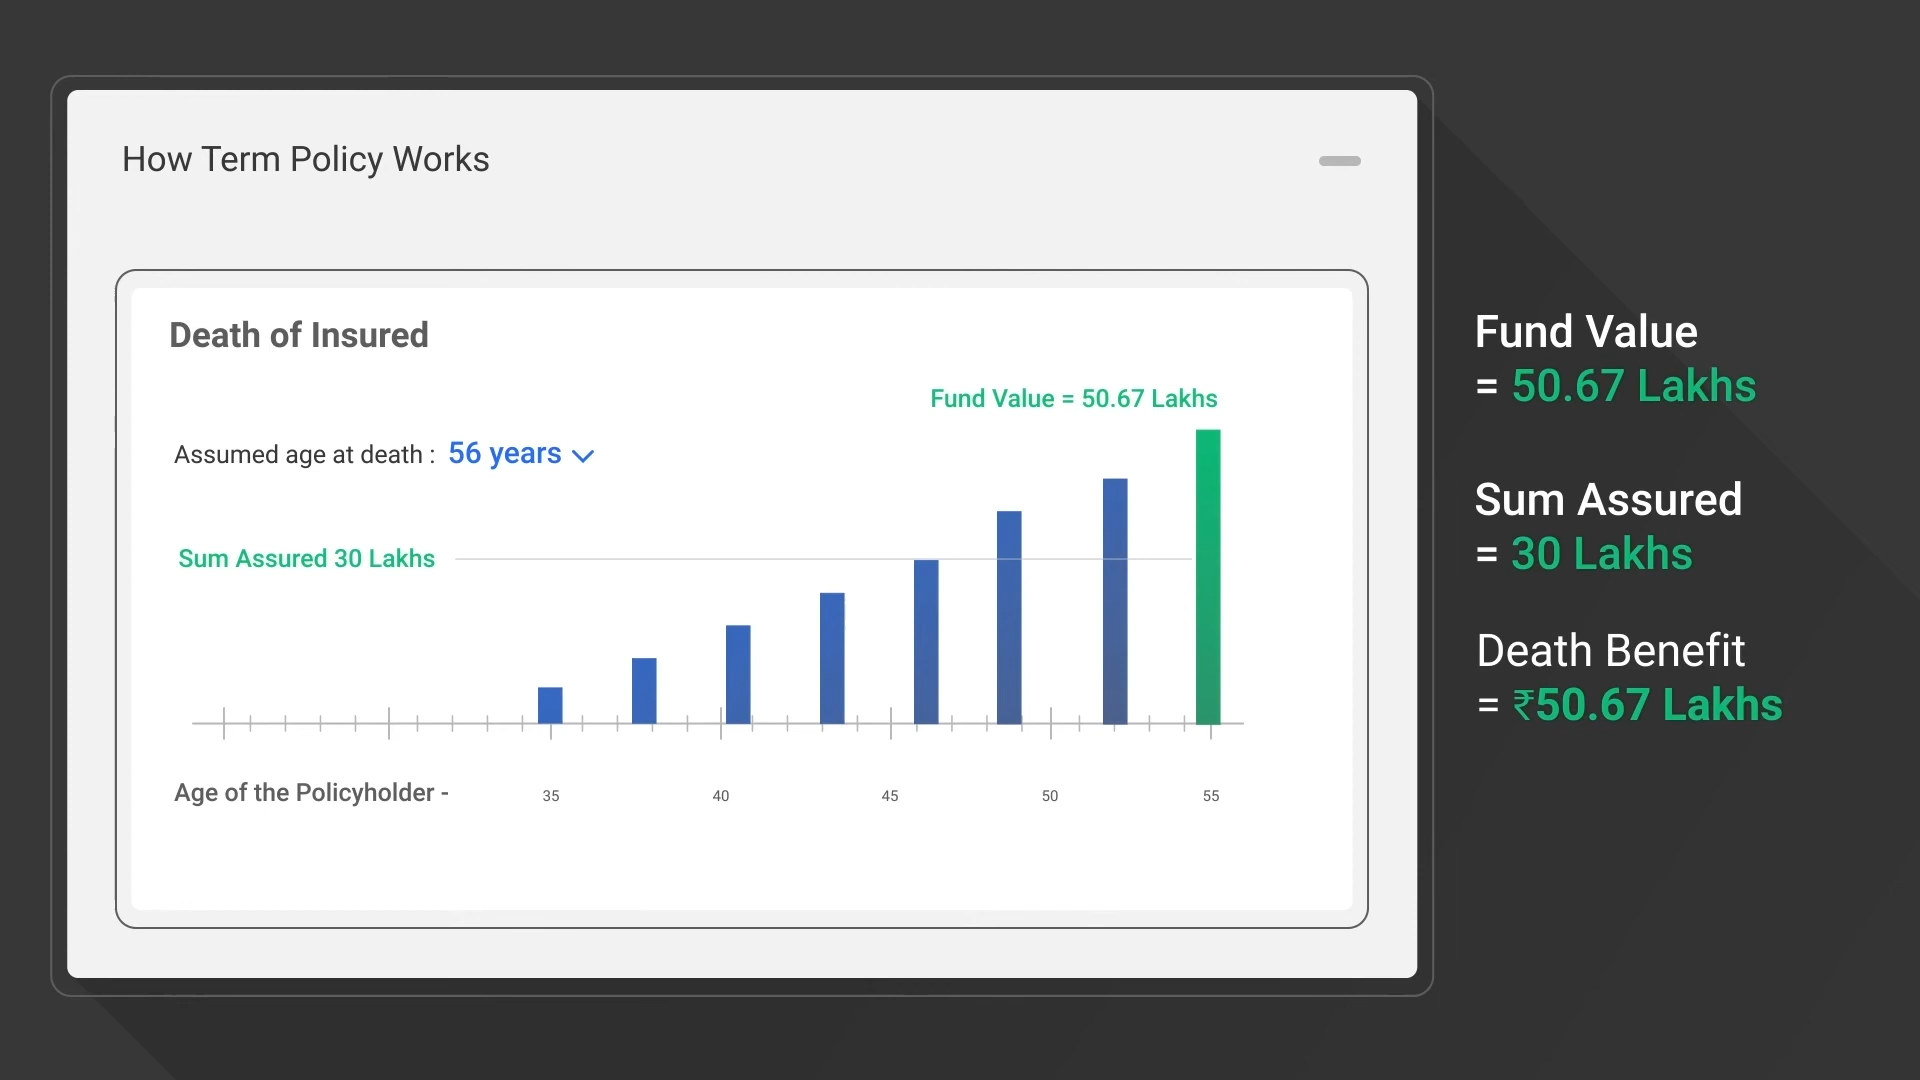 How Term Policy Works
Death of Insured
Fund Value = 50.67 Lakhs
Assumed age at death : 56 years
Sum Assured 30 Lakhs
Age of the Policyholder - 35 40 45 50 55
Fund Value
= 50.67 Lakhs
Sum Assured
= 30 Lakhs
Death Benefit
= ₹50.67 Lakhs